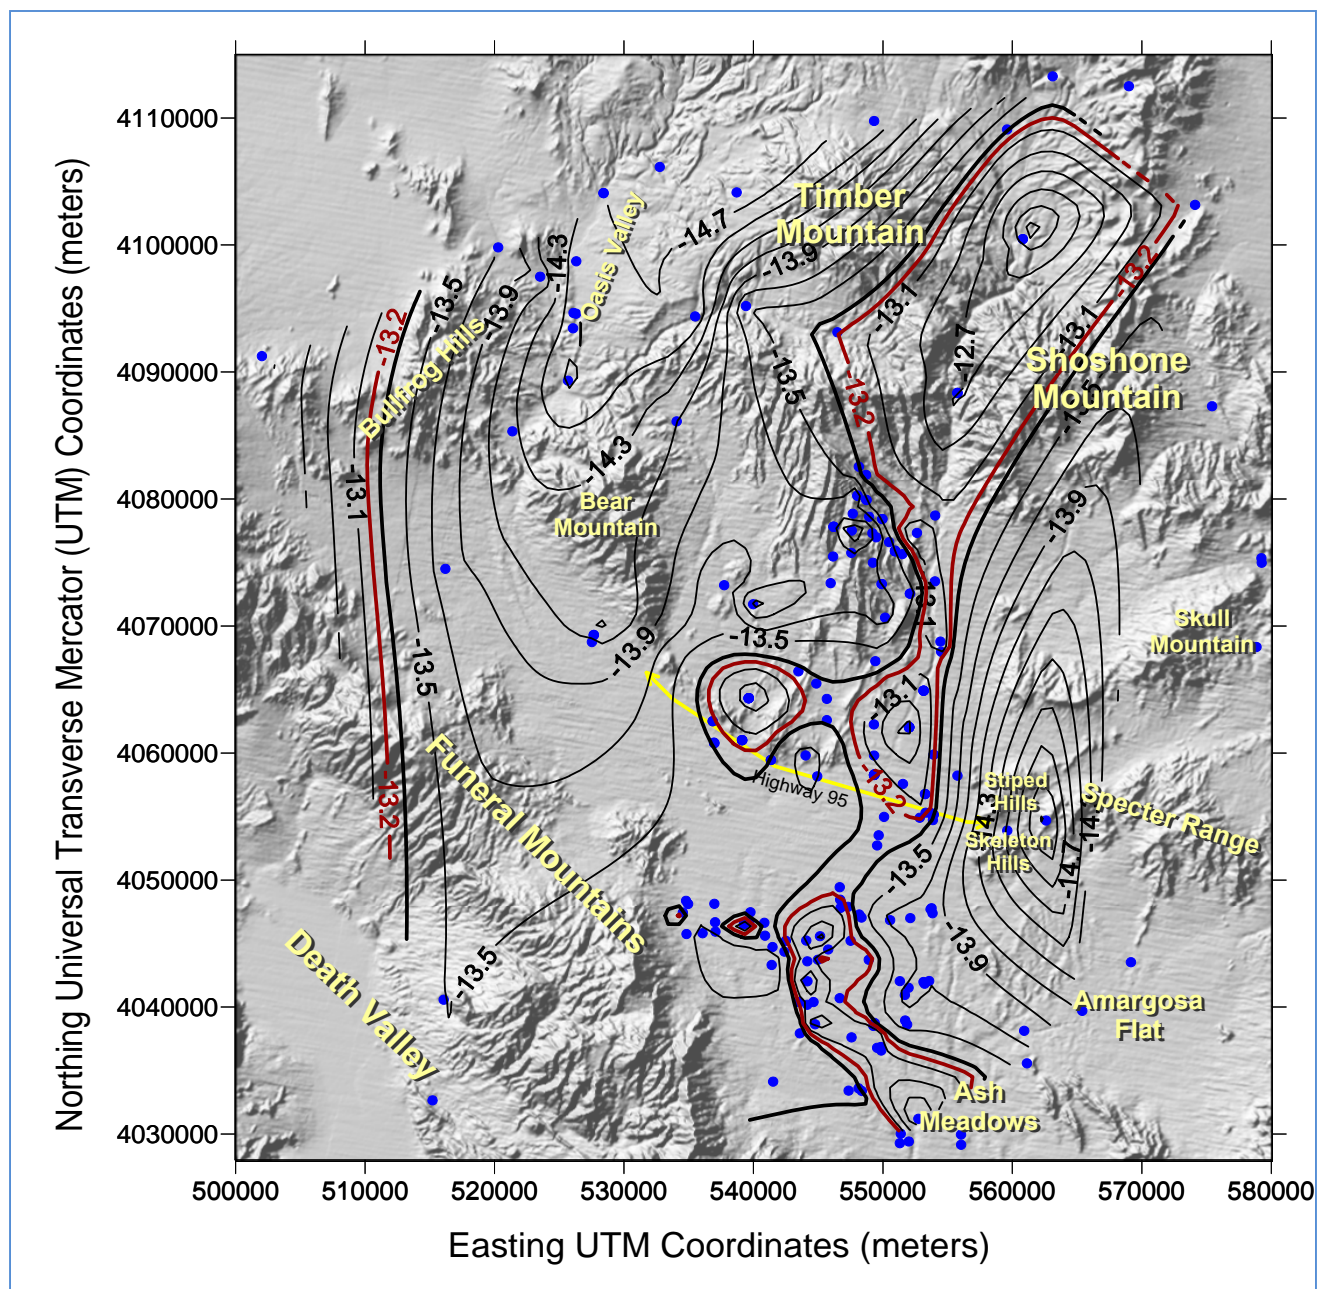 Northing Universal Transverse Mercator (UTM) Coordinates (meters)
4110000
4100000
4090000
4080000
4070000
4060000
4050000
4040000
4030000
500000
510000
520000
530000
540000
550000
560000
570000
580000
Easting UTM Coordinates (meters)
Timber
Mountain
-14.7
-13.9
-14.3
Oasis Valley
-13.5
-13.9
-13.2
Bullfrog Hills
-13.1
-13.2
-13.1
-12.7
Shoshone
Mountain
-13.5
-13.5
-13.2
-14.3
Bear
Mountain
-13.1
-13.9
Skull
Mountain
-13.1
-13.5
-13.9
-13.5
-13.1
Funeral Mountains
-13.2
Highway 95
-13.2
Stiped
Hills
-14.3
Skeleton
Hills
Specter Range
-14.7
-13.5
-13.9
-13.5
Death Valley
Amargosa
Flat
Ash
Meadows